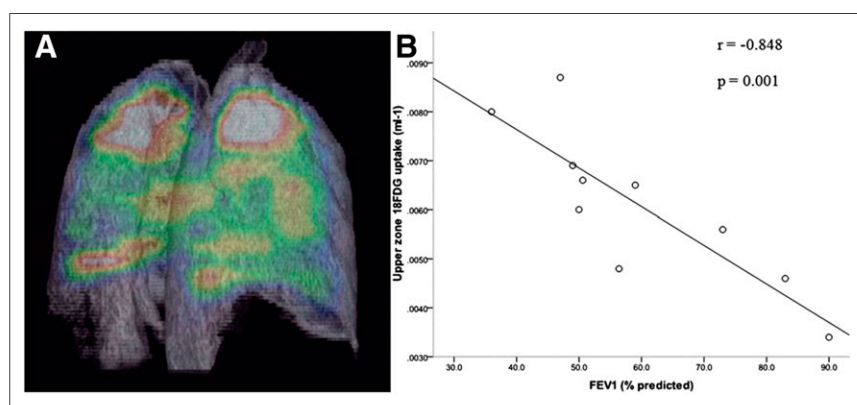 A
B
r = -0.848
p = 0.001
Upper zone 18FDG uptake (ml-1)
.0090
.0080
.0070
.0060
.0050
.0040
.0030
30.0 40.0 50.0 60.0 70.0 80.0 90.0
FEV1 (% predicted)